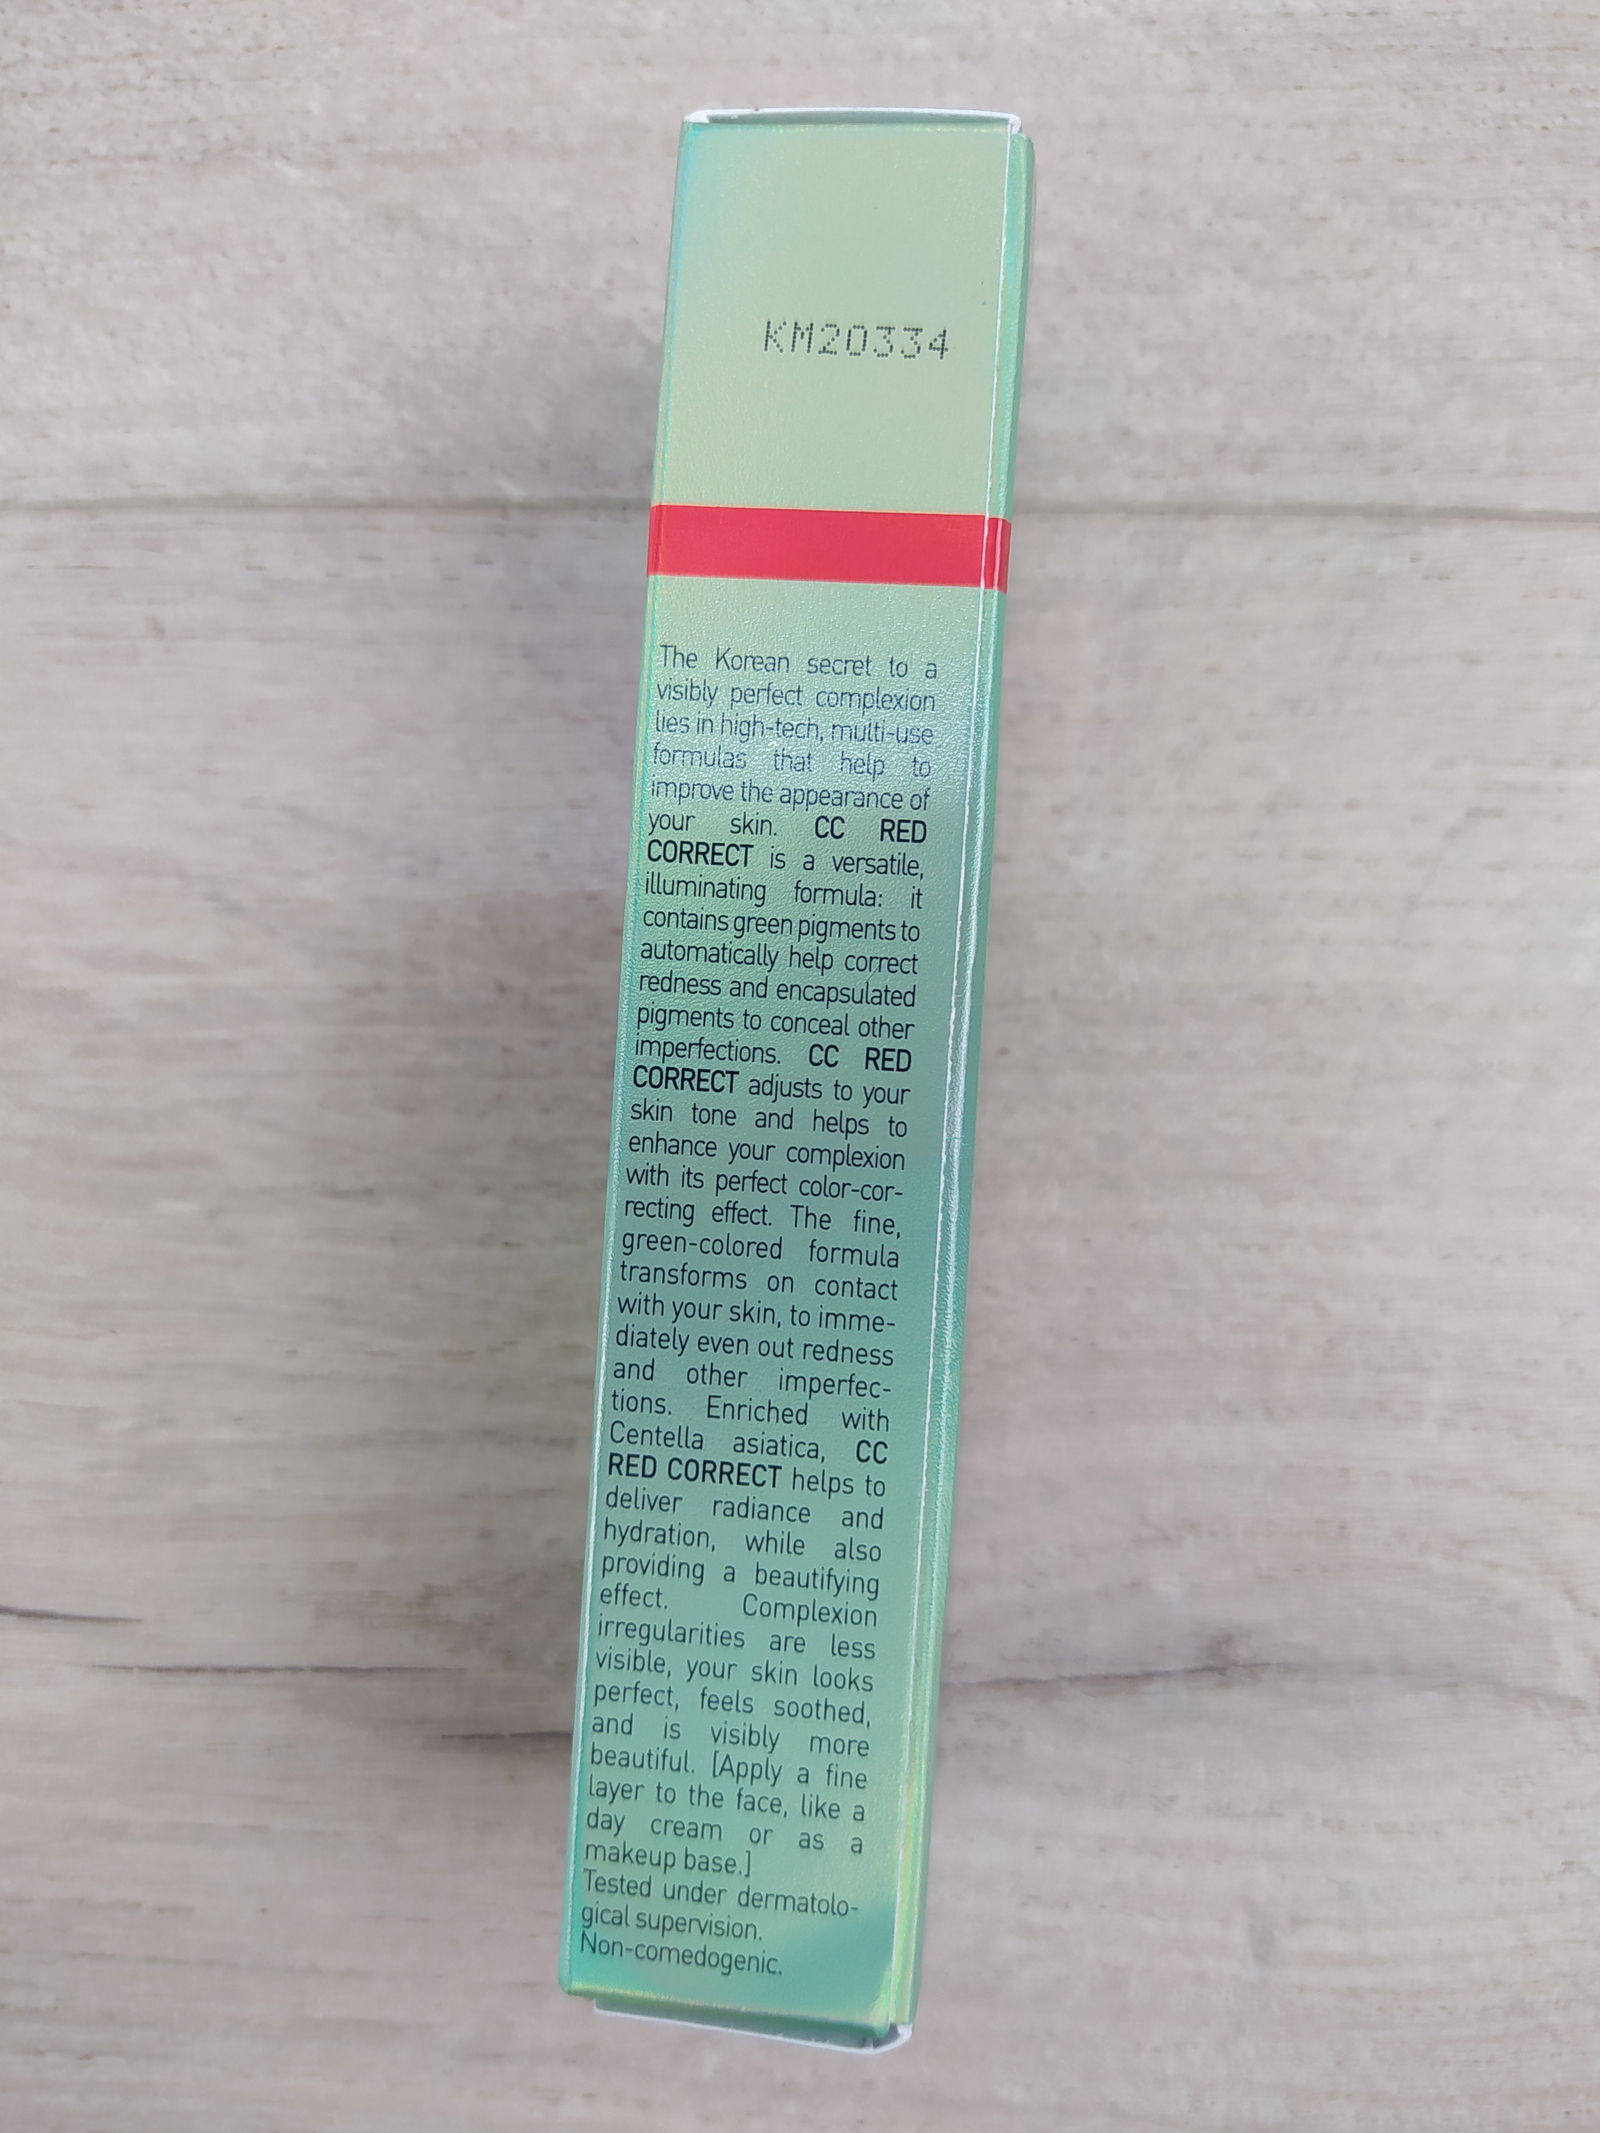 KM20334
The Korean secret to a
visibly perfect complexion
lies in high-tech, multi-use
formulas that help to
improve the appearance of
your skin. CC RED
CORRECT is a versatile,
illuminating formula: it
contains green pigments to
automatically help correct
redness and encapsulated
pigments to conceal other
imperfections. CC RED
CORRECT adjusts to your
skin tone and helps to
enhance your complexion
with its perfect color-cor-
recting effect. The fine,
green-colored formula
transforms on contact
with your skin, to imme-
diately even out redness
and other imperfec-
tions. Enriched with
Centella asiatica, CC
RED CORRECT helps to
deliver radiance and
hydration, while also
providing a beautifying
effect. Complexion
irregularities are less
visible, your skin looks
perfect, feels soothed,
and is visibly more
beautiful. [Apply a fine
layer to the face, like a
day cream or as a
makeup base.]
Tested under dermatolo-
gical supervision.
Non-comedogenic.